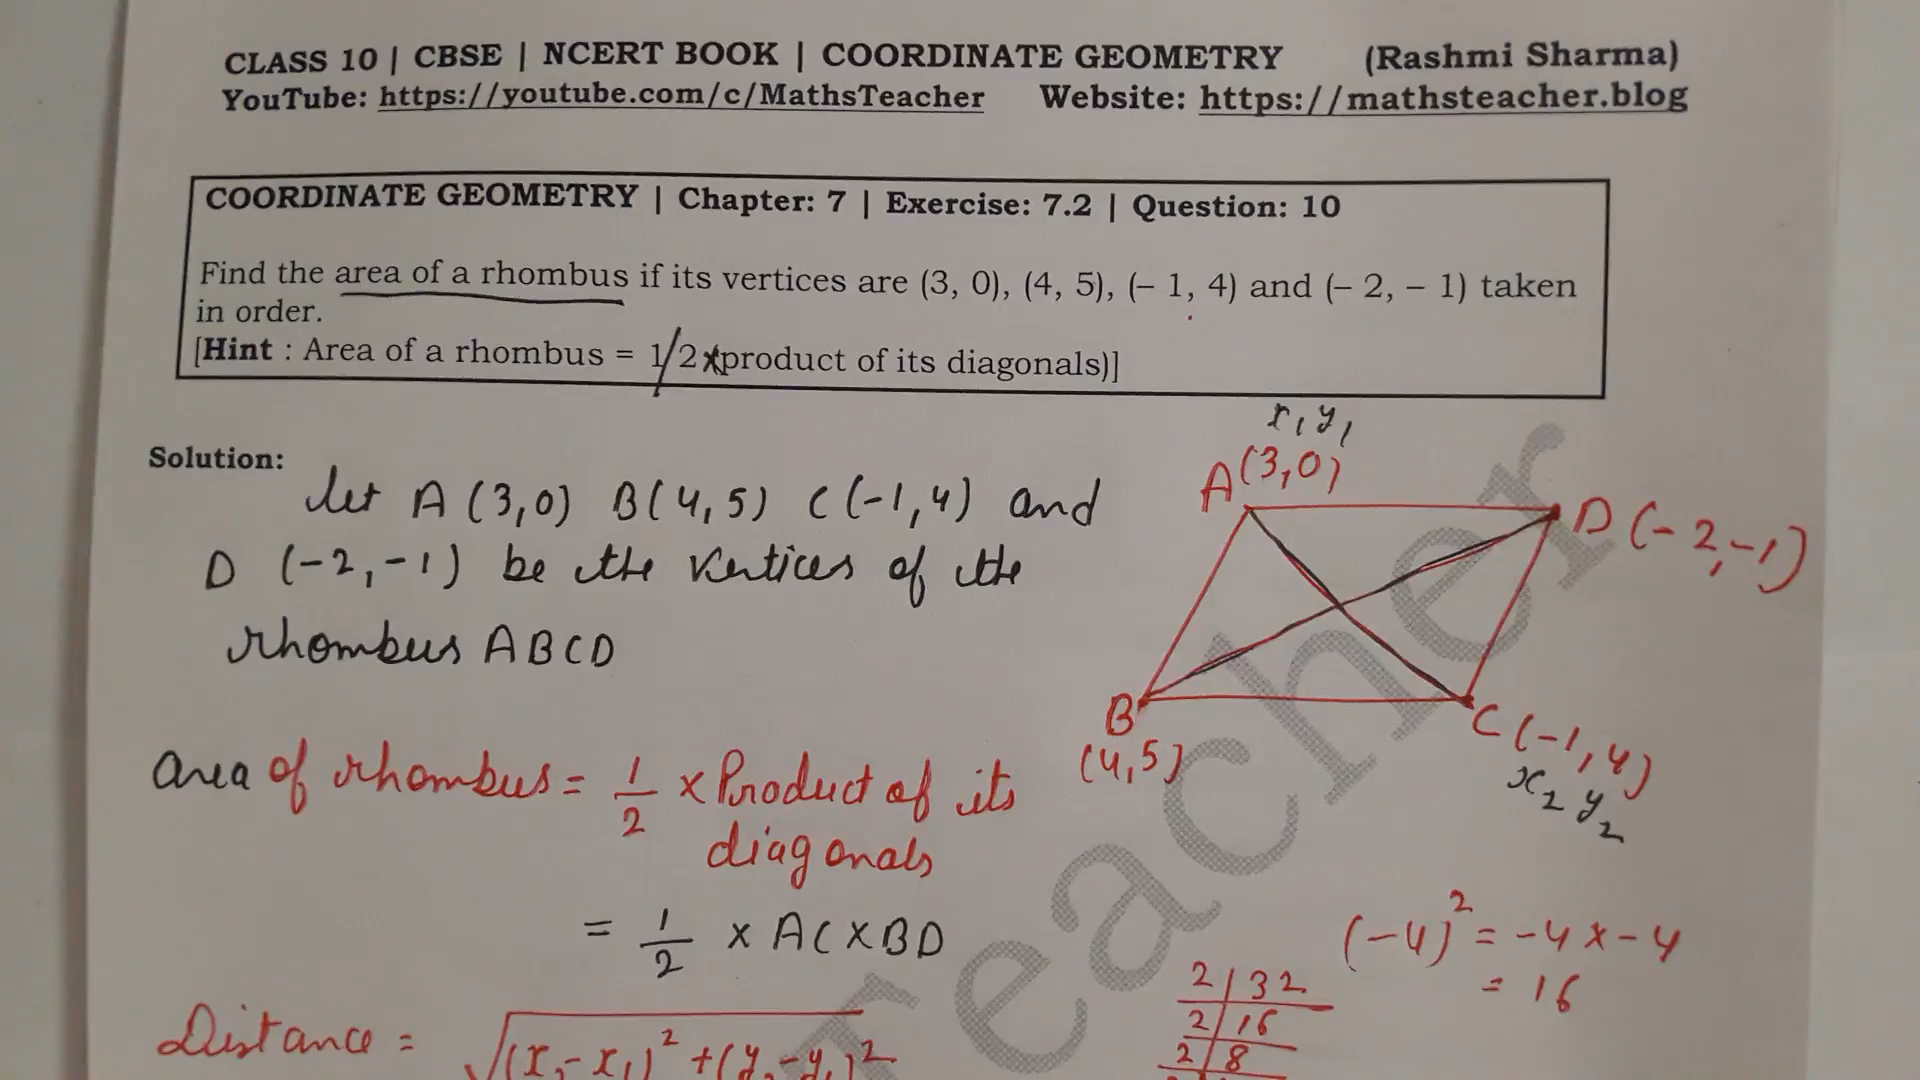 CLASS 10 | CBSE | NCERT BOOK | COORDINATE GEOMETRY (Rashmi Sharma)
YouTube: https://youtube.com/c/MathsTeacher Website: https://mathsteacher.blog
COORDINATE GEOMETRY | Chapter: 7 | Exercise: 7.2 | Question: 10
Find the area of a rhombus if its vertices are (3, 0), (4, 5), (– 1, 4) and (– 2, – 1) taken
in order.
[Hint : Area of a rhombus = 1/2 x product of its diagonals)]
Solution:
let A (3,0) B(4,5) C(-1,4) and
D (-2,-1) be the vertices of the
rhombus ABCD
x1 y1
A(3,0)
D(-2,-1)
B
(4,5)
C(-1,4)
x2 y2
area of rhombus = 1/2 x Product of its
diagonals
= 1/2 x AC x BD
(-4)² = -4 x -4
= 16
2 | 32
2 | 16
2 | 8
Distance = √(x2-x1)² + (y2-y1)²
Teacher